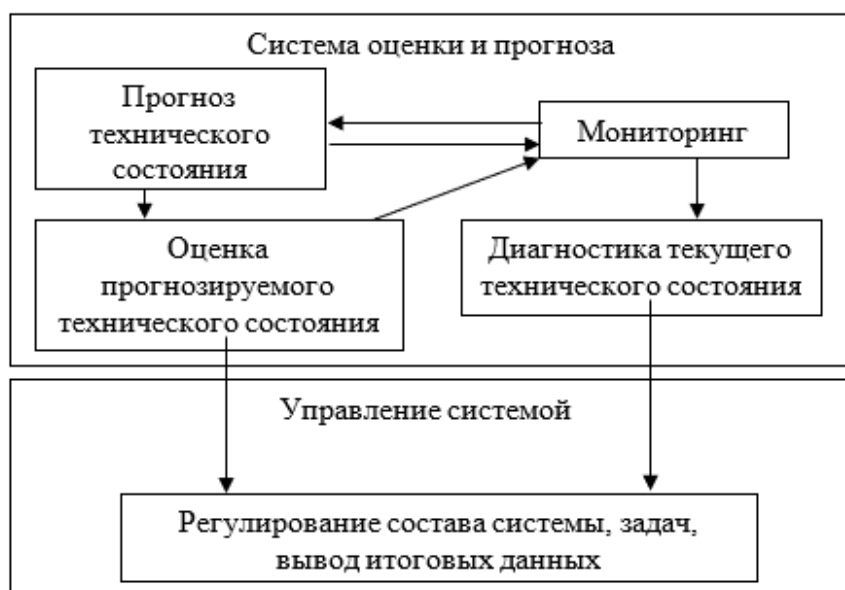 Система оценки и прогноза
Прогноз
технического
состояния
Мониторинг
Оценка
прогнозируемого
технического состояния
Диагностика текущего
технического состояния
Управление системой
Регулирование состава системы, задач,
вывод итоговых данных